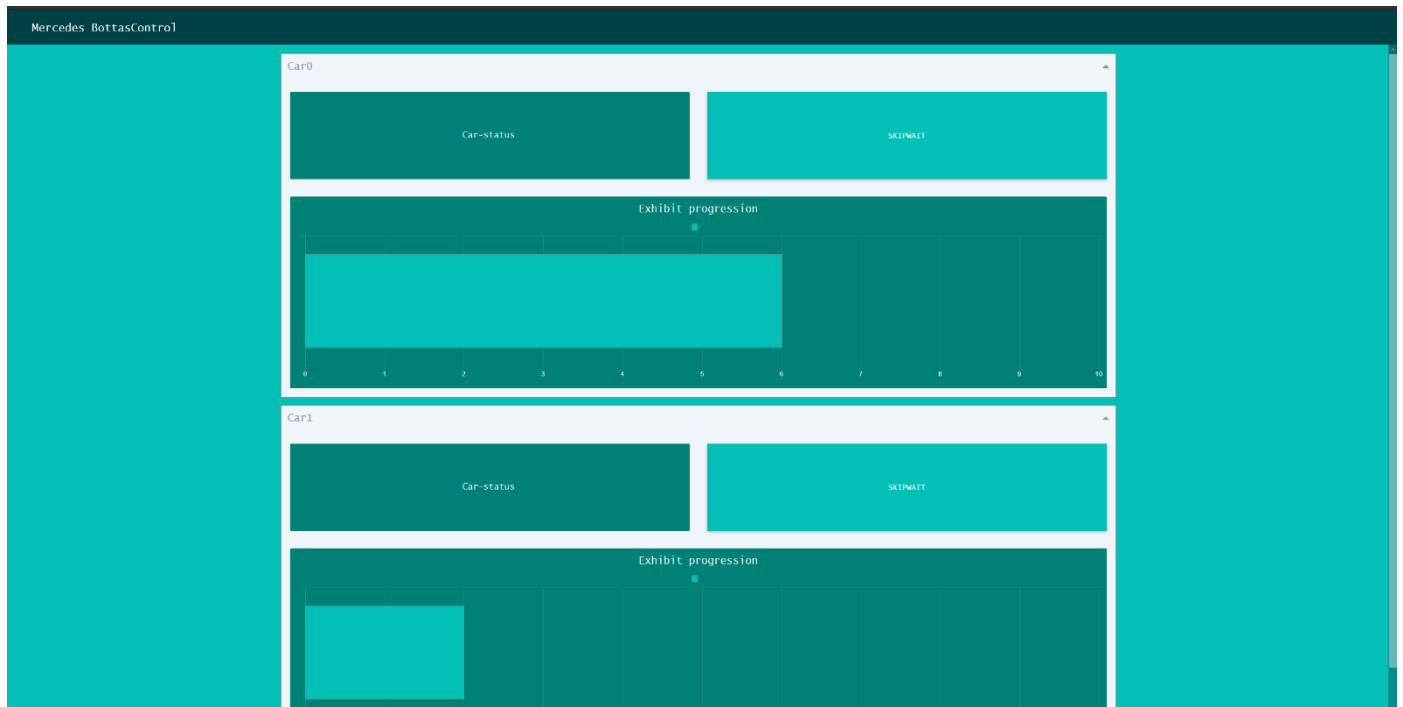 Mercedes BottasControl
Car0
Car-status
SKIPWAIT
Exhibit progression
0 1 2 3 4 5 6 7 8 9 10
Car1
Car-status
SKIPWAIT
Exhibit progression